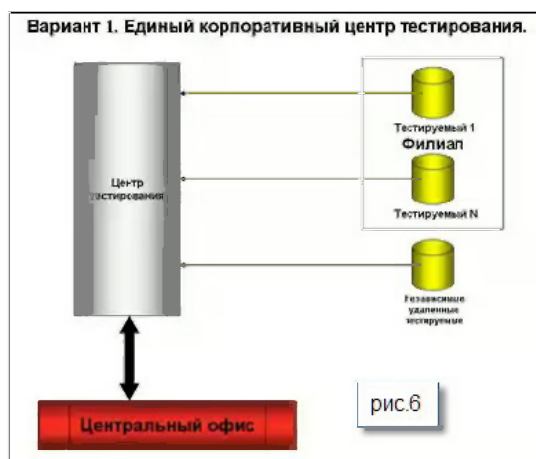 Вариант 1. Единый корпоративный центр тестирования.
Тестируемый 1
Филиал
Тестируемый N
Центр
тестирования
Независимые
удаленные
тестируемые
Центральный офис
рис.6